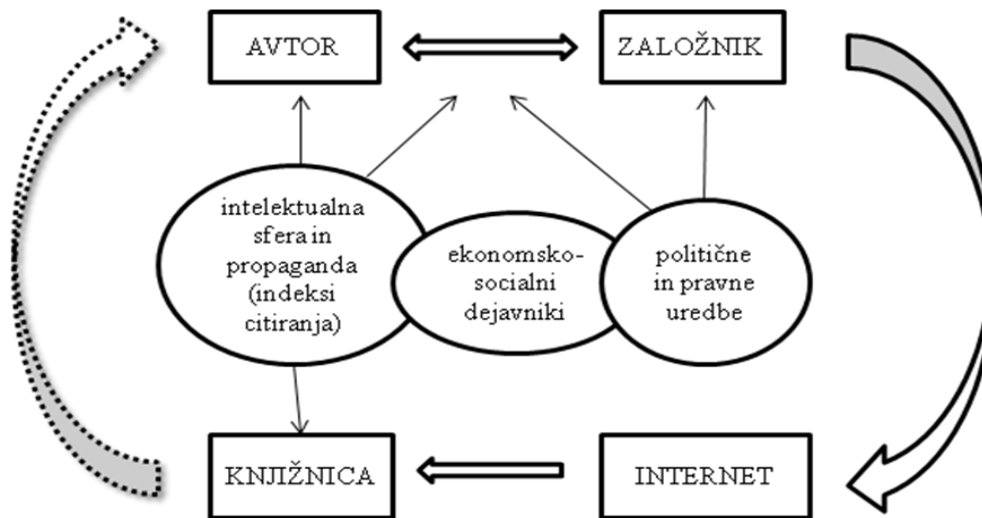 AVTOR
ZALOŽNIK
intelektualna
sfera in
propaganda
(indeksi
citiranja)
ekonomsko-
socialni
dejavniki
politične
in pravne
uredbe
KNJIŽNICA
INTERNET